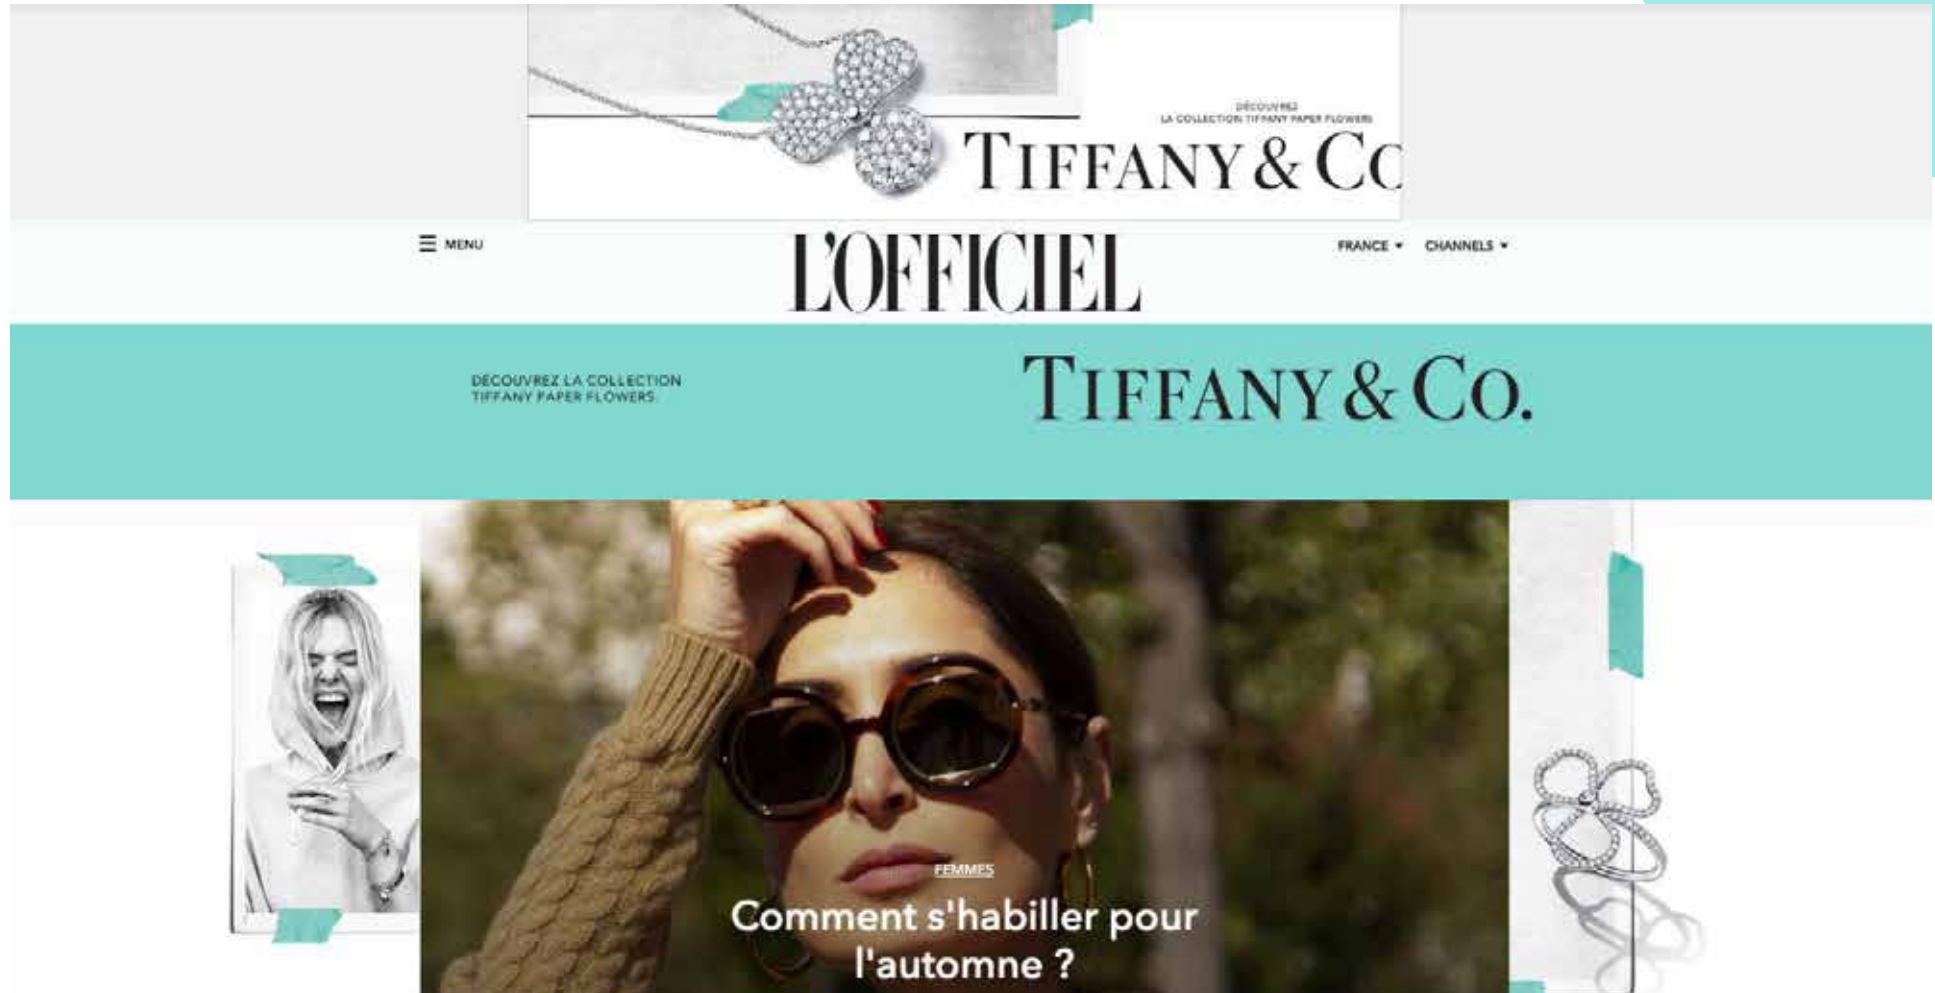 DÉCOUVREZ
LA COLLECTION TIFFANY PAPER FLOWERS
TIFFANY & CO
MENU
L'OFFICIEL
FRANCE
CHANNELS
DÉCOUVREZ LA COLLECTION
TIFFANY PAPER FLOWERS.
TIFFANY & CO.
FEMMES
Comment s'habiller pour
l'automne ?